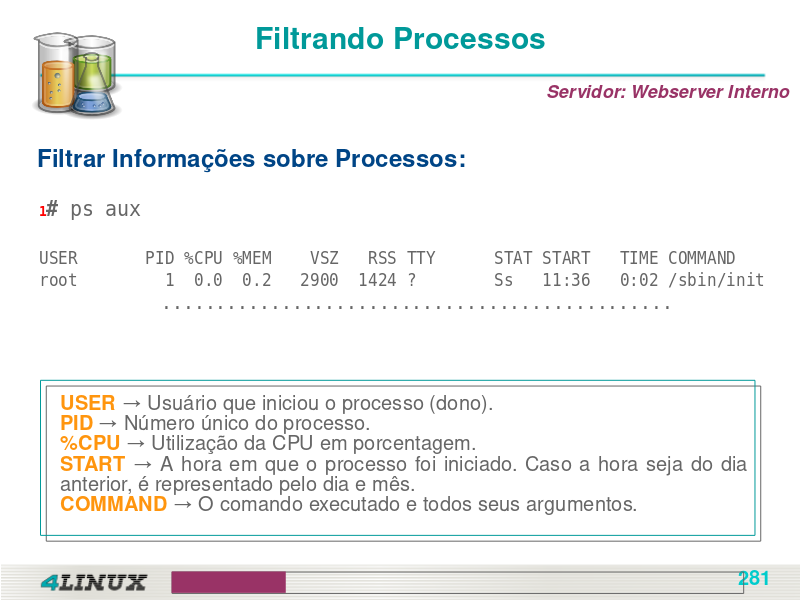 Filtrando Processos
Servidor: Webserver Interno
Filtrar Informações sobre Processos:
1# ps aux
USER       PID %CPU %MEM    VSZ   RSS TTY      STAT START   TIME COMMAND
root         1  0.0  0.2   2900  1424 ?        Ss   11:36   0:02 /sbin/init
...............................................
USER → Usuário que iniciou o processo (dono).
PID → Número único do processo.
%CPU → Utilização da CPU em porcentagem.
START → A hora em que o processo foi iniciado. Caso a hora seja do dia
anterior, é representado pelo dia e mês.
COMMAND → O comando executado e todos seus argumentos.
4LINUX
281